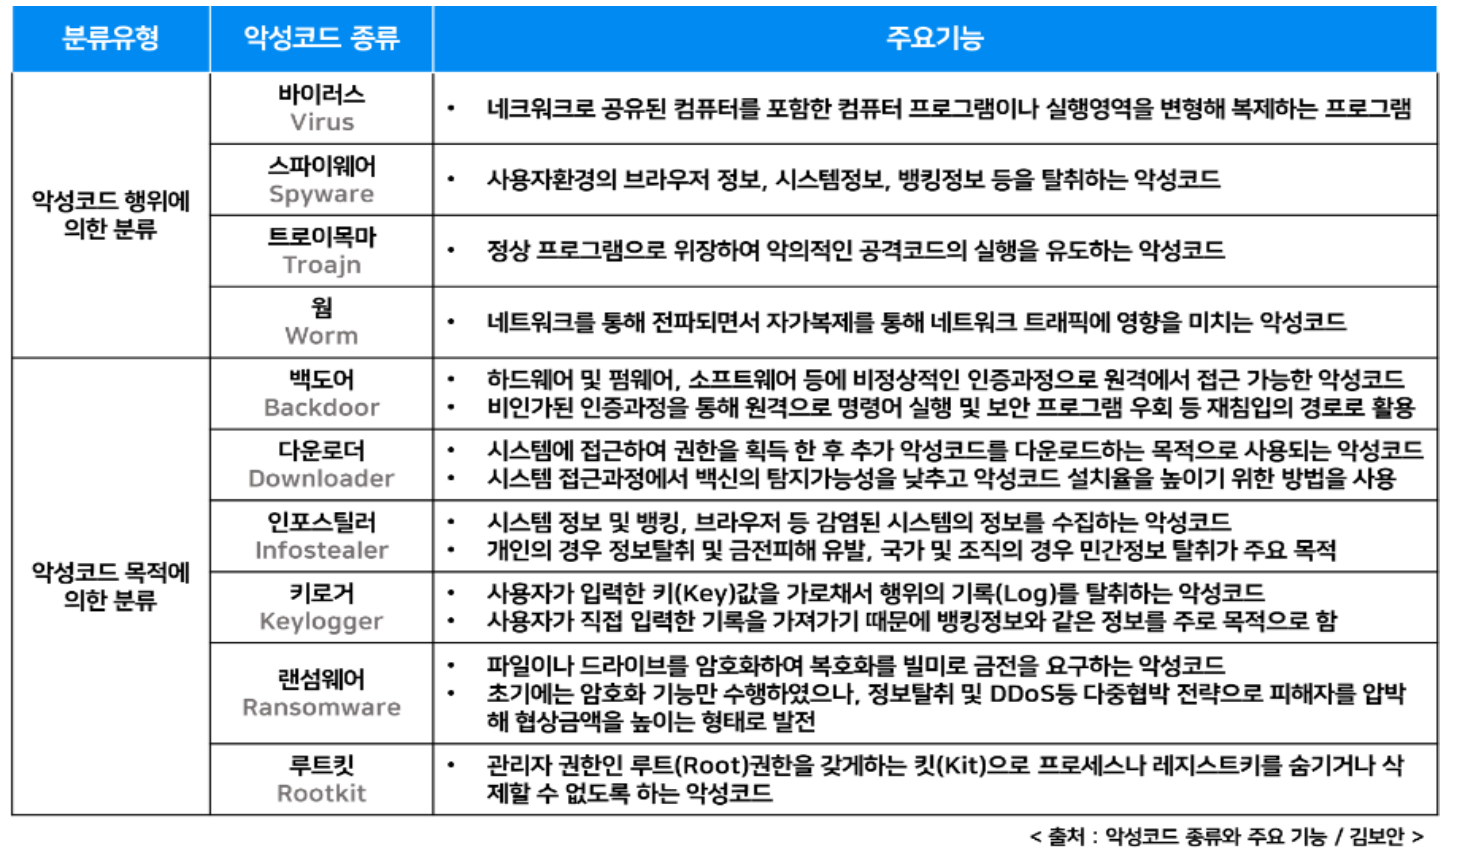 분류유형 악성코드 종류 주요기능
악성코드 행위에
의한 분류
바이러스
Virus
• 네크워크로 공유된 컴퓨터를 포함한 컴퓨터 프로그램이나 실행영역을 변형해 복제하는 프로그램
스파이웨어
Spyware
• 사용자환경의 브라우저 정보, 시스템정보, 뱅킹정보 등을 탈취하는 악성코드
트로이목마
Troajn
• 정상 프로그램으로 위장하여 악의적인 공격코드의 실행을 유도하는 악성코드
웜
Worm
• 네트워크를 통해 전파되면서 자가복제를 통해 네트워크 트래픽에 영향을 미치는 악성코드
악성코드 목적에
의한 분류
백도어
Backdoor
• 하드웨어 및 펌웨어, 소프트웨어 등에 비정상적인 인증과정으로 원격에서 접근 가능한 악성코드
• 비인가된 인증과정을 통해 원격으로 명령어 실행 및 보안 프로그램 우회 등 재침입의 경로로 활용
다운로더
Downloader
• 시스템에 접근하여 권한을 획득 한 후 추가 악성코드를 다운로드하는 목적으로 사용되는 악성코드
• 시스템 접근과정에서 백신의 탐지가능성을 낮추고 악성코드 설치율을 높이기 위한 방법을 사용
인포스틸러
Infostealer
• 시스템 정보 및 뱅킹, 브라우저 등 감염된 시스템의 정보를 수집하는 악성코드
• 개인의 경우 정보탈취 및 금전피해 유발, 국가 및 조직의 경우 민간정보 탈취가 주요 목적
키로거
Keylogger
• 사용자가 입력한 키(Key)값을 가로채서 행위의 기록(Log)를 탈취하는 악성코드
• 사용자가 직접 입력한 기록을 가져가기 때문에 뱅킹정보와 같은 정보를 주로 목적으로 함
랜섬웨어
Ransomware
• 파일이나 드라이브를 암호화하여 복호화를 빌미로 금전을 요구하는 악성코드
• 초기에는 암호화 기능만 수행하였으나, 정보탈취 및 DDoS등 다중협박 전략으로 피해자를 압박
해 협상금액을 높이는 형태로 발전
루트킷
Rootkit
• 관리자 권한인 루트(Root)권한을 갖게하는 킷(Kit)으로 프로세스나 레지스트키를 숨기거나 삭
제할 수 없도록 하는 악성코드
< 출처 : 악성코드 종류와 주요 기능 / 김보안 >